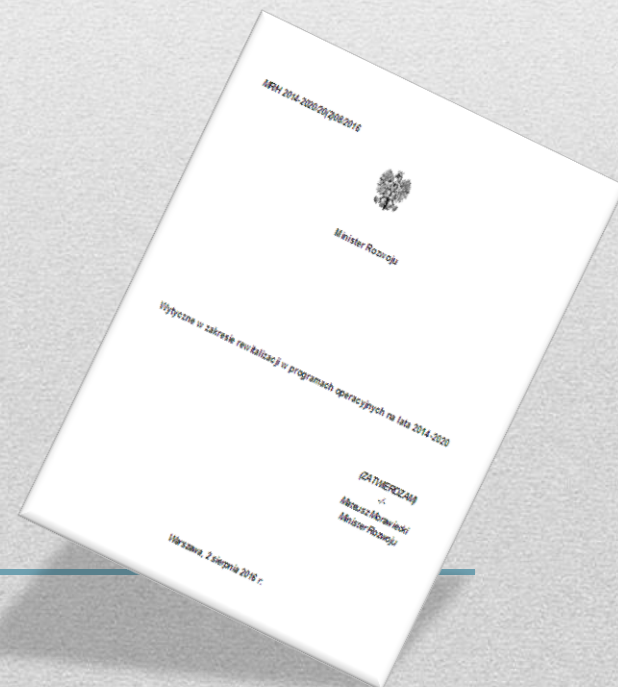 MR/H 2014-2020/20(2)08/2016
Minister Rozwoju
Wytyczne w zakresie rewitalizacji w programach operacyjnych na lata 2014-2020
(ZATWIERDZAM)
-/-
Mateusz Morawiecki
Minister Rozwoju
Warszawa, 2 sierpnia 2016 r.